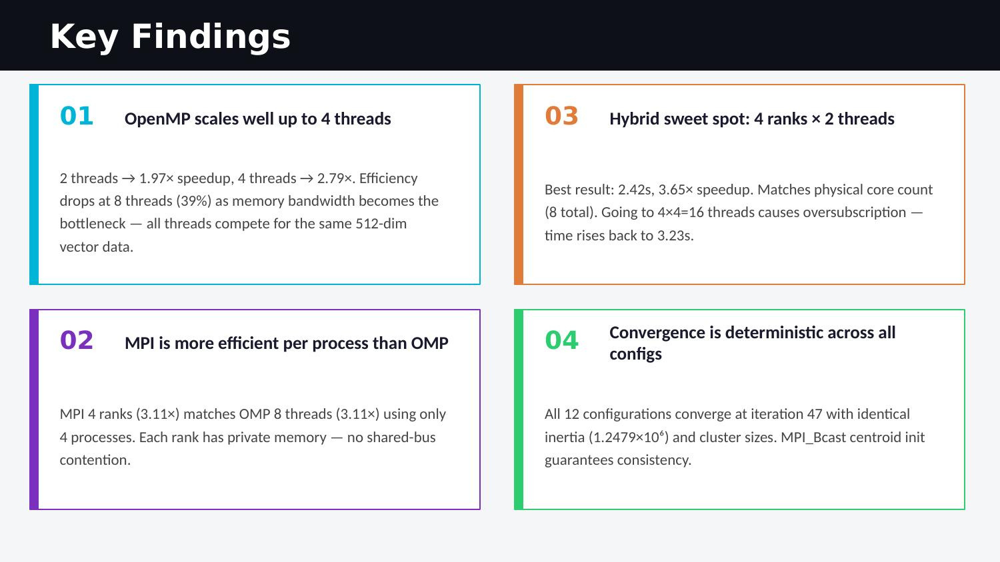 Key Findings
01
OpenMP scales well up to 4 threads
2 threads → 1.97× speedup, 4 threads → 2.79×. Efficiency
drops at 8 threads (39%) as memory bandwidth becomes the
bottleneck — all threads compete for the same 512-dim
vector data.
02
MPI is more efficient per process than OMP
MPI 4 ranks (3.11×) matches OMP 8 threads (3.11×) using only
4 processes. Each rank has private memory — no shared-bus
contention.
03
Hybrid sweet spot: 4 ranks × 2 threads
Best result: 2.42s, 3.65× speedup. Matches physical core count
(8 total). Going to 4×4=16 threads causes oversubscription —
time rises back to 3.23s.
04
Convergence is deterministic across all
configs
All 12 configurations converge at iteration 47 with identical
inertia (1.2479×10⁶) and cluster sizes. MPI_Bcast centroid init
guarantees consistency.